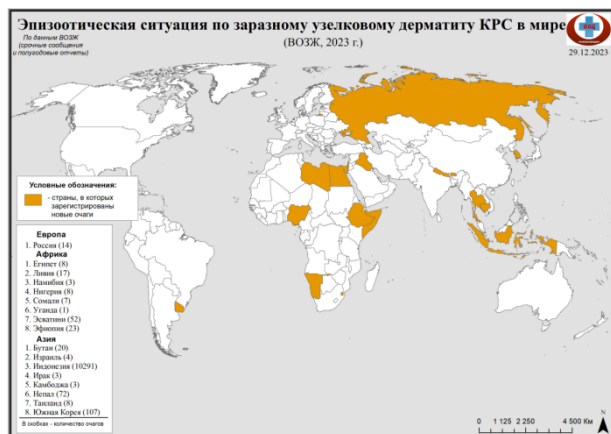 Эпизоотическая ситуация по заразному узелковому дерматиту КРС в мире
(ВОЗЖ, 2023 г.)
По данным ВОЗЖ
(срочные сообщения
и полугодовые отчеты)
29.12.2023
Условные обозначения:
- страны, в которых
зарегистрированы
новые очаги
Европа
1. Россия (14)
Африка
1. Египет (8)
2. Ливия (17)
3. Намибия (3)
4. Нигерия (8)
5. Сомали (7)
6. Уганда (1)
7. Эсватини (52)
8. Эфиопия (23)
Азия
1. Бутан (20)
2. Израиль (4)
3. Индонезия (10291)
4. Ирак (3)
5. Камбоджа (3)
6. Непал (72)
7. Таиланд (8)
8. Южная Корея (107)
В скобках - количество очагов
0 1 125 2 250 4 500 Км
N